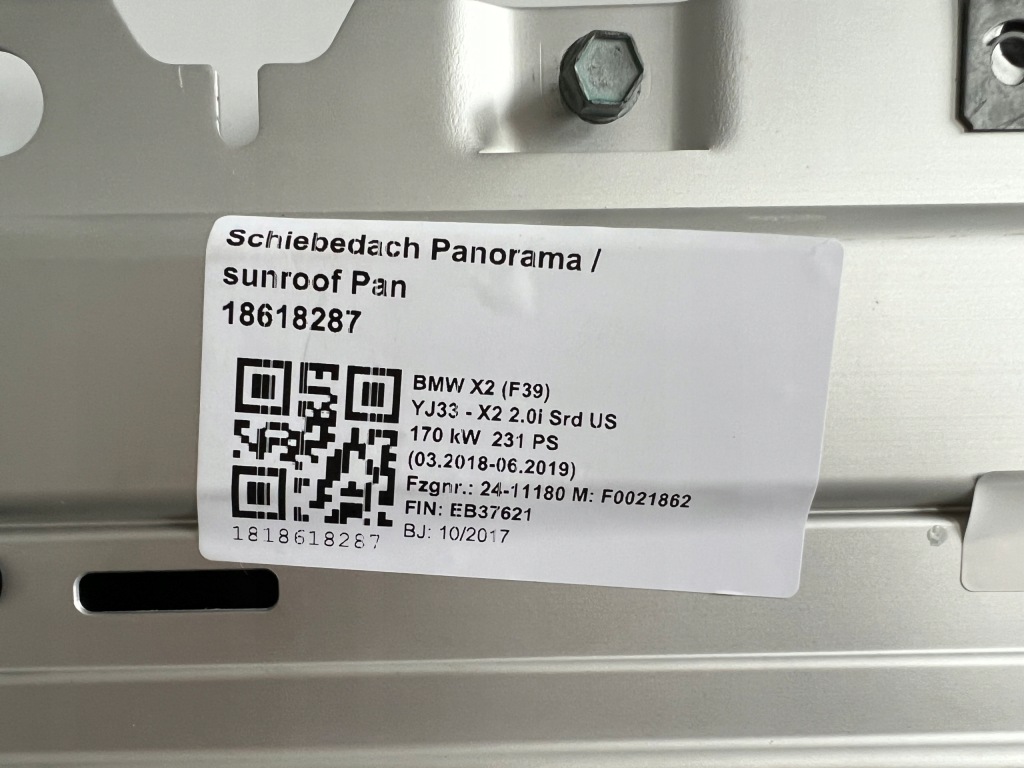 Schiebedach Panorama /
sunroof Pan
18618287
BMW X2 (F39)
YJ33 - X2 2.0i Srd US
170 kW 231 PS
(03.2018-06.2019)
Fzgnr.: 24-11180 M: F0021862
FIN: EB37621
BJ: 10/2017
1818618287